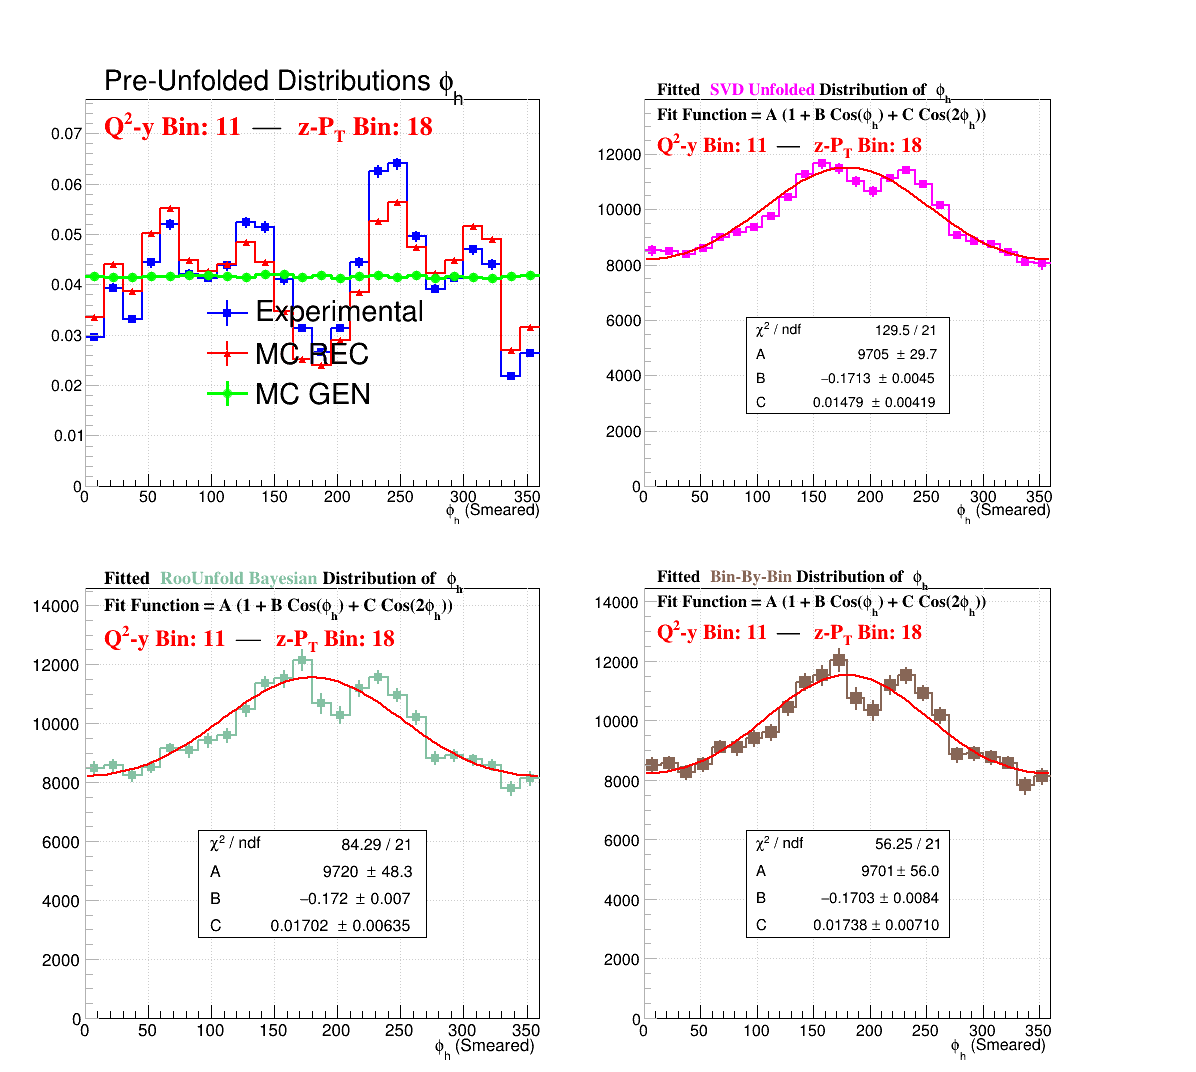 Pre-Unfolded Distributions ϕh
Q²-y Bin: 11 — z-PT Bin: 18
0.07
0.06
0.05
0.04
0.03
0.02
0.01
0
Experimental
MC REC
MC GEN
0 50 100 150 200 250 300 350
ϕh (Smeared)
Fitted SVD Unfolded Distribution of ϕh
Fit Function = A (1 + B Cos(ϕh) + C Cos(2ϕh))
Q²-y Bin: 11 — z-PT Bin: 18
12000
10000
8000
6000
4000
2000
0
χ² / ndf 129.5 / 21
A 9705 ± 29.7
B −0.1713 ± 0.0045
C 0.01479 ± 0.00419
0 50 100 150 200 250 300 350
ϕh (Smeared)
Fitted RooUnfold Bayesian Distribution of ϕh
Fit Function = A (1 + B Cos(ϕh) + C Cos(2ϕh))
Q²-y Bin: 11 — z-PT Bin: 18
14000
12000
10000
8000
6000
4000
2000
0
χ² / ndf 84.29 / 21
A 9720 ± 48.3
B −0.172 ± 0.007
C 0.01702 ± 0.00635
0 50 100 150 200 250 300 350
ϕh (Smeared)
Fitted Bin-By-Bin Distribution of ϕh
Fit Function = A (1 + B Cos(ϕh) + C Cos(2ϕh))
Q²-y Bin: 11 — z-PT Bin: 18
14000
12000
10000
8000
6000
4000
2000
0
χ² / ndf 56.25 / 21
A 9701 ± 56.0
B −0.1703 ± 0.0084
C 0.01738 ± 0.00710
0 50 100 150 200 250 300 350
ϕh (Smeared)